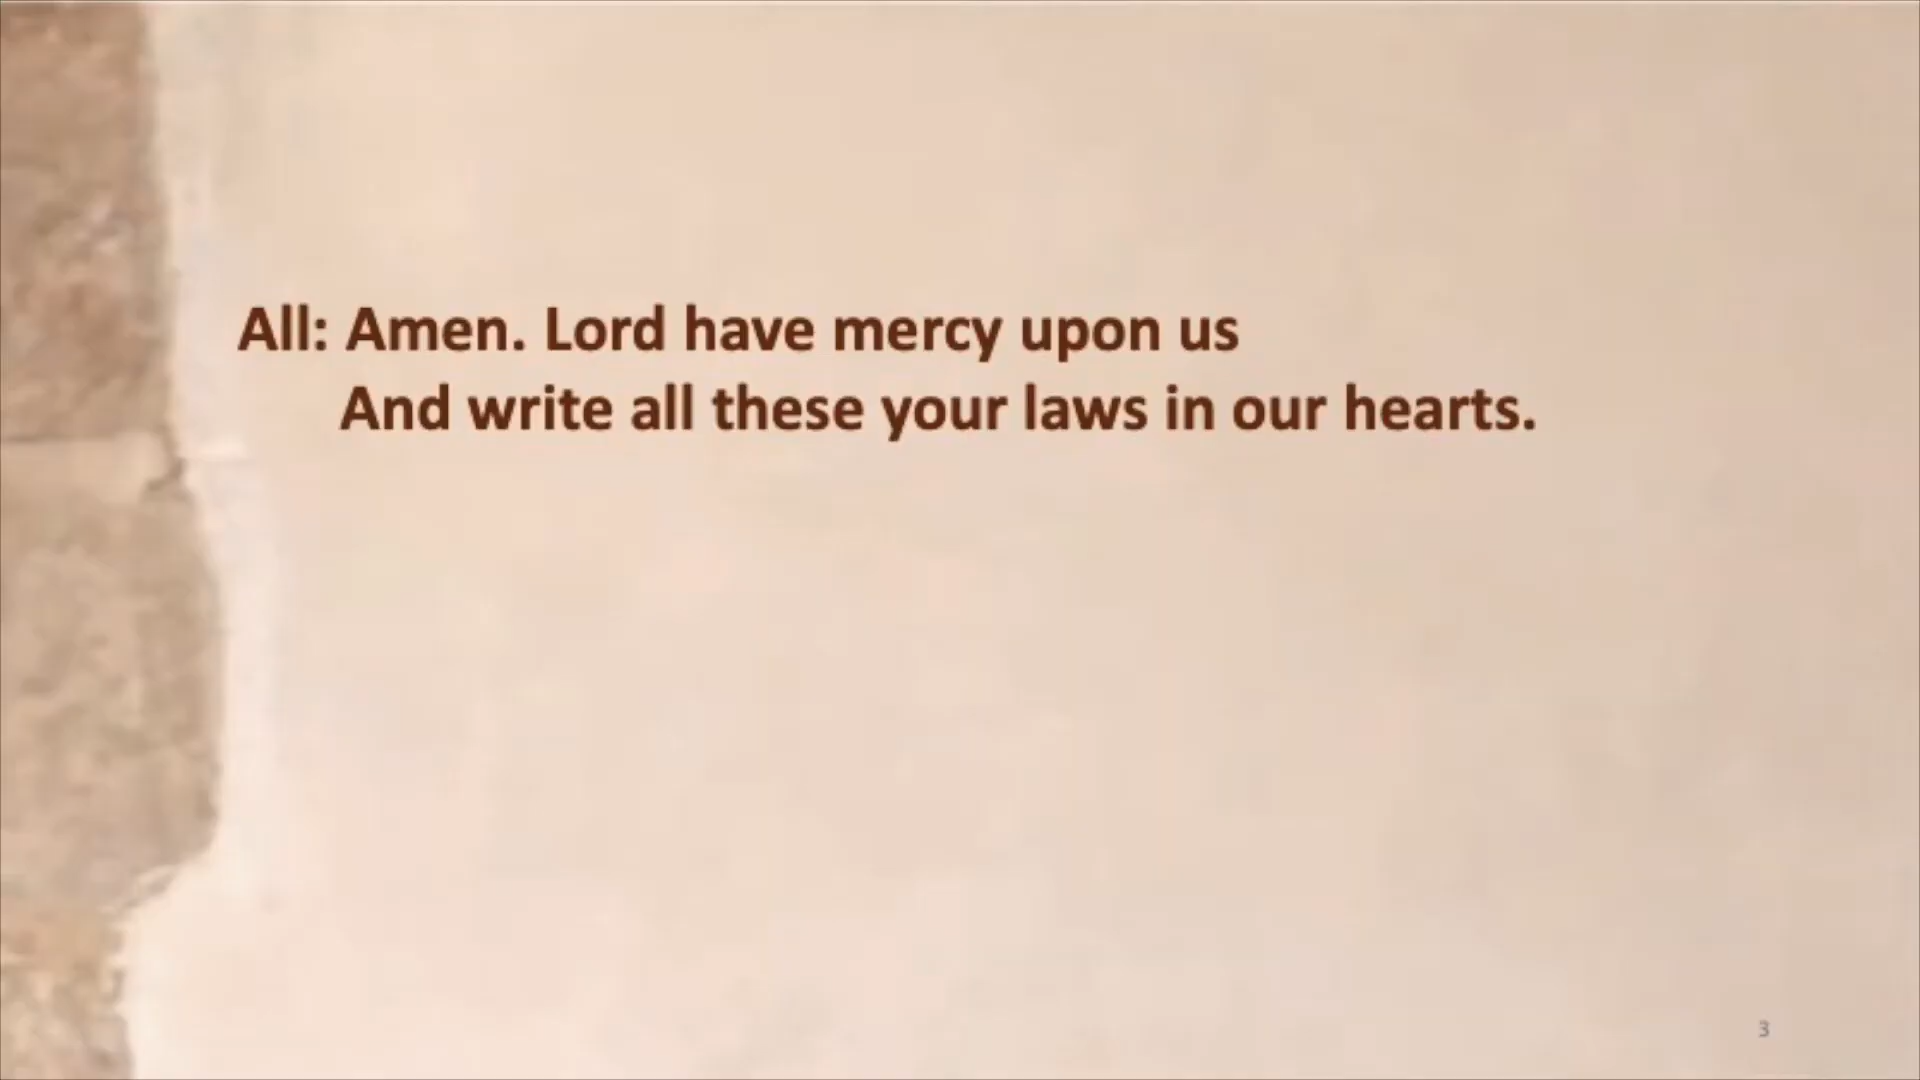 All: Amen. Lord have mercy upon us
And write all these your laws in our hearts.
3